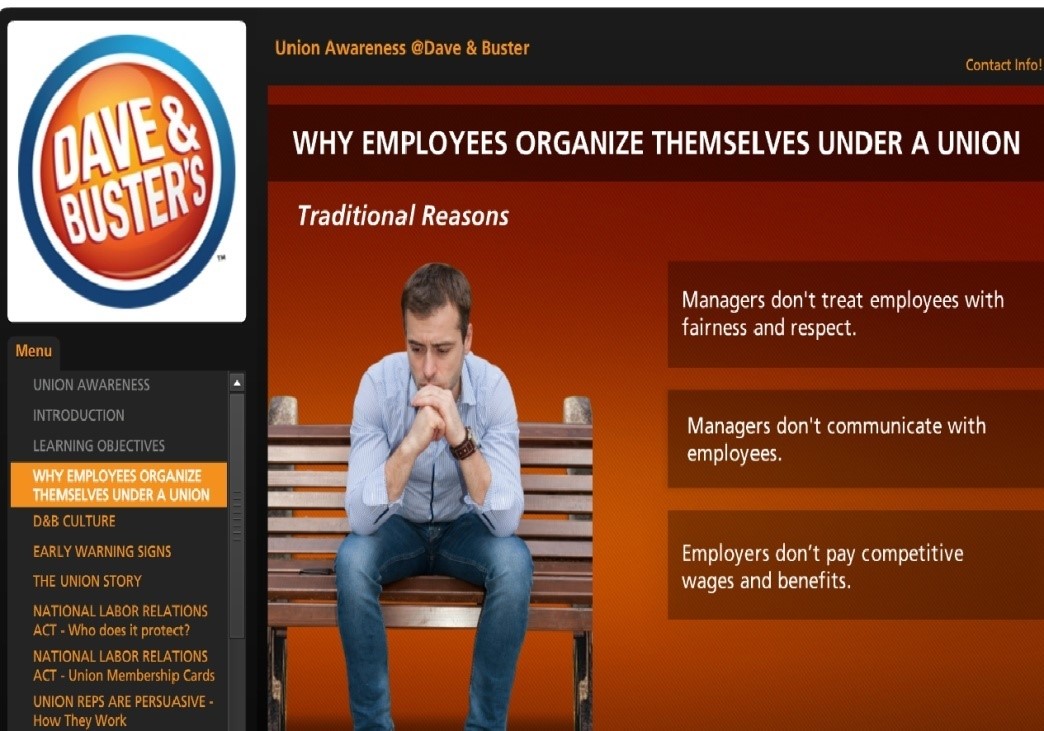 DAVE &
BUSTER'S
TM
Union Awareness @Dave & Buster
Contact Info!
WHY EMPLOYEES ORGANIZE THEMSELVES UNDER A UNION
Traditional Reasons
Managers don't treat employees with
fairness and respect.
Managers don't communicate with
employees.
Employers don’t pay competitive
wages and benefits.
Menu
UNION AWARENESS
INTRODUCTION
LEARNING OBJECTIVES
WHY EMPLOYEES ORGANIZE
THEMSELVES UNDER A UNION
D&B CULTURE
EARLY WARNING SIGNS
THE UNION STORY
NATIONAL LABOR RELATIONS
ACT - Who does it protect?
NATIONAL LABOR RELATIONS
ACT - Union Membership Cards
UNION REPS ARE PERSUASIVE -
How They Work